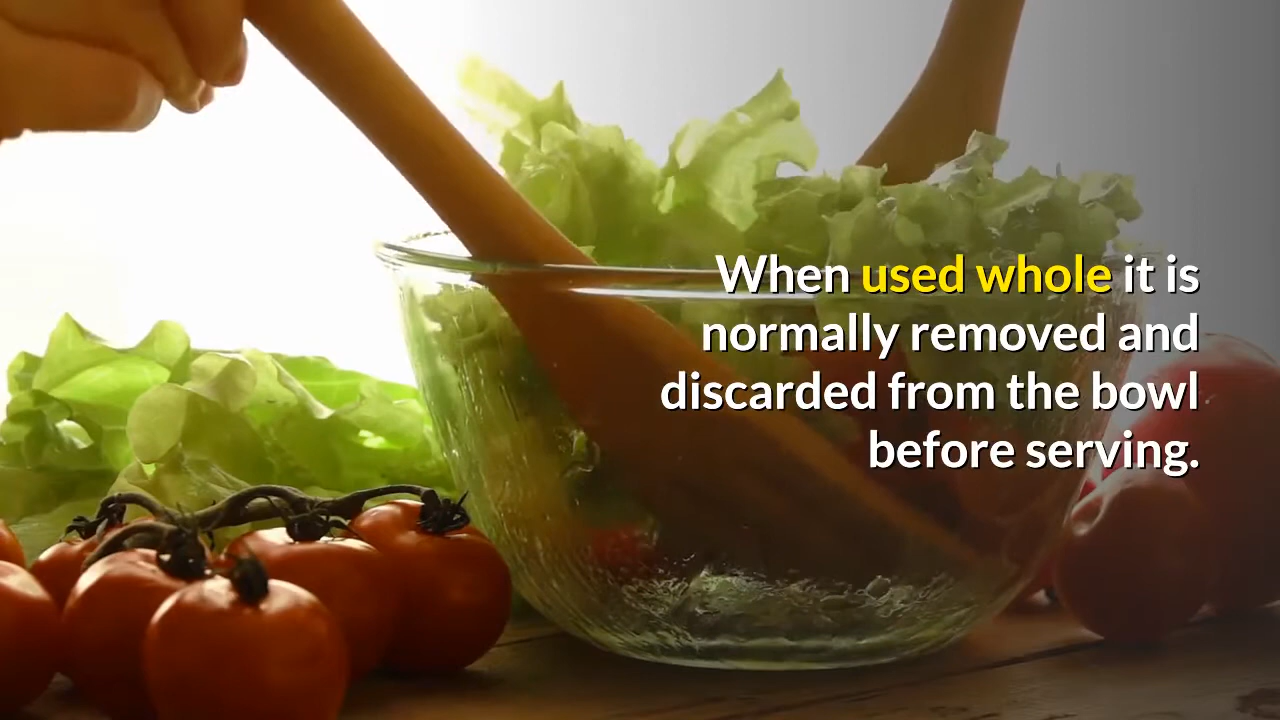 When used whole it is
normally removed and
discarded from the bowl
before serving.